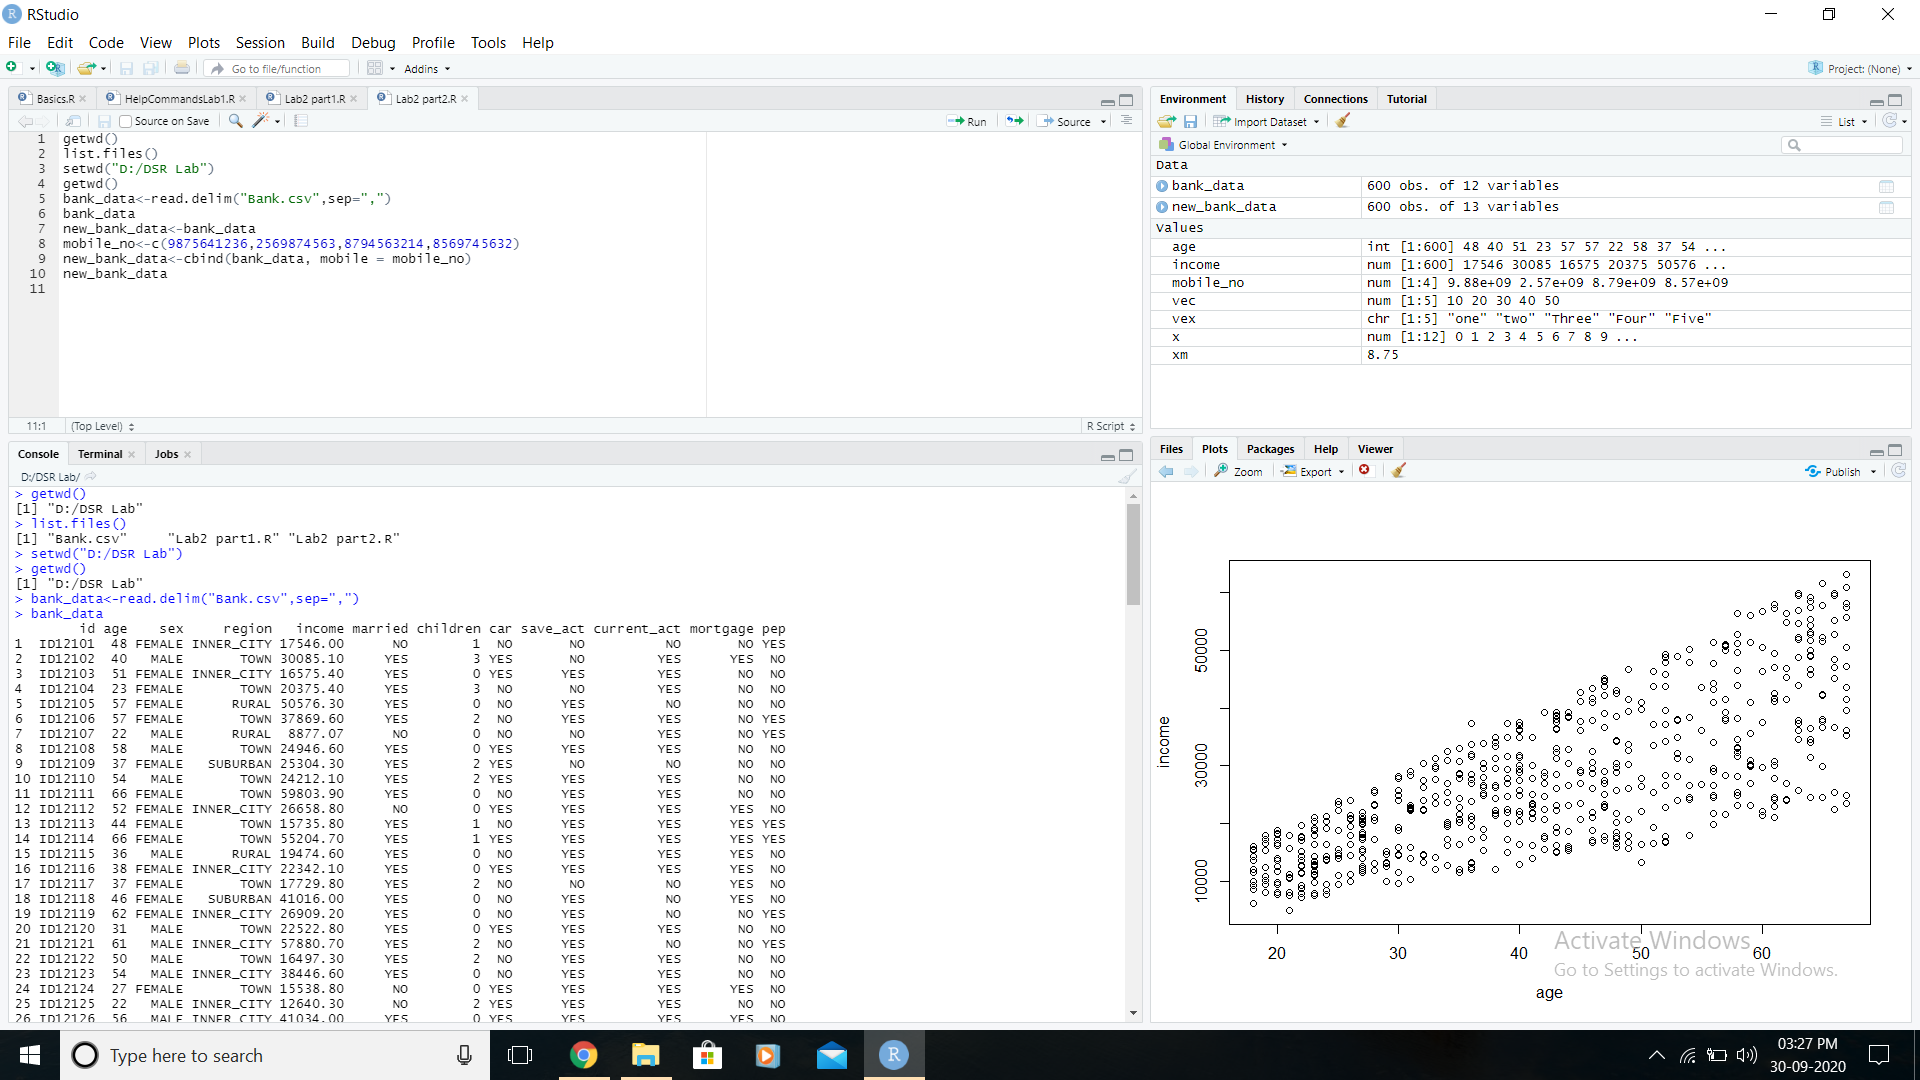 RStudio
File Edit Code View Plots Session Build Debug Profile Tools Help
Go to file/function Addins Project: (None)
Basics.R HelpCommandsLab1.R Lab2 part1.R Lab2 part2.R
Source on Save Run Source
1 getwd()
2 list.files()
3 setwd("D:/DSR Lab")
4 getwd()
5 bank_data<-read.delim("Bank.csv",sep=",")
6 bank_data
7 new_bank_data<-bank_data
8 mobile_no<-c(9875641236,2569874563,8794563214,8569745632)
9 new_bank_data<-cbind(bank_data, mobile = mobile_no)
10 new_bank_data
11
11:1 (Top Level) R Script
Console Terminal Jobs
D:/DSR Lab/
> getwd()
[1] "D:/DSR Lab"
> list.files()
[1] "Bank.csv" "Lab2 part1.R" "Lab2 part2.R"
> setwd("D:/DSR Lab")
> getwd()
[1] "D:/DSR Lab"
> bank_data<-read.delim("Bank.csv",sep=",")
> bank_data
id age sex region income married children car save_act current_act mortgage pep
1 ID12101 48 FEMALE INNER_CITY 17546.00 NO 1 NO NO NO NO YES
2 ID12102 40 MALE TOWN 30085.10 YES 3 YES NO YES YES NO
3 ID12103 51 FEMALE INNER_CITY 16575.40 YES 0 YES YES YES NO NO
4 ID12104 23 FEMALE TOWN 20375.40 YES 3 NO NO YES NO NO
5 ID12105 57 FEMALE RURAL 50576.30 YES 0 NO YES NO NO NO
6 ID12106 57 FEMALE TOWN 37869.60 YES 2 NO YES YES NO YES
7 ID12107 22 MALE RURAL 8877.07 NO 0 NO NO YES NO YES
8 ID12108 58 MALE TOWN 24946.60 YES 0 YES YES YES NO NO
9 ID12109 37 FEMALE SUBURBAN 25304.30 YES 2 YES NO NO NO NO
10 ID12110 54 MALE TOWN 24212.10 YES 2 YES YES YES NO NO
11 ID12111 66 FEMALE TOWN 59803.90 YES 0 NO YES YES NO NO
12 ID12112 52 FEMALE INNER_CITY 26658.80 NO 0 YES YES YES YES NO
13 ID12113 44 FEMALE TOWN 15735.80 YES 1 NO YES YES YES YES
14 ID12114 66 FEMALE TOWN 55204.70 YES 1 YES YES YES YES YES
15 ID12115 36 MALE RURAL 19474.60 YES 0 NO YES YES YES NO
16 ID12116 38 FEMALE INNER_CITY 22342.10 YES 0 YES YES YES YES NO
17 ID12117 37 FEMALE TOWN 17729.80 YES 2 NO NO NO YES NO
18 ID12118 46 FEMALE SUBURBAN 41016.00 YES 0 NO YES NO YES NO
19 ID12119 62 FEMALE INNER_CITY 26909.20 YES 0 NO YES NO NO YES
20 ID12120 31 MALE TOWN 22522.80 YES 0 YES YES YES NO NO
21 ID12121 61 MALE INNER_CITY 57880.70 YES 2 NO YES NO NO YES
22 ID12122 50 MALE TOWN 16497.30 YES 2 NO YES YES NO NO
23 ID12123 54 MALE INNER_CITY 38446.60 YES 0 NO YES YES NO NO
24 ID12124 27 FEMALE TOWN 15538.80 NO 0 YES YES YES YES NO
25 ID12125 22 MALE INNER_CITY 12640.30 NO 2 YES YES YES NO NO
26 ID12126 56 MALE INNER_CITY 41034.00 YES 0 YES YES YES YES NO
Environment History Connections Tutorial
Import Dataset List
Global Environment
Data
bank_data 600 obs. of 12 variables
new_bank_data 600 obs. of 13 variables
Values
age int [1:600] 48 40 51 23 57 57 22 58 37 54 ...
income num [1:600] 17546 30085 16575 20375 50576 ...
mobile_no num [1:4] 9.88e+09 2.57e+09 8.79e+09 8.57e+09
vec num [1:5] 10 20 30 40 50
vex chr [1:5] "one" "two" "Three" "Four" "Five"
x num [1:12] 0 1 2 3 4 5 6 7 8 9 ...
xm 8.75
Files Plots Packages Help Viewer
Zoom Export Publish
income
50000
30000
10000
20 30 40 50 60
age
Activate Windows
Go to Settings to activate Windows.
Type here to search
03:27 PM
30-09-2020